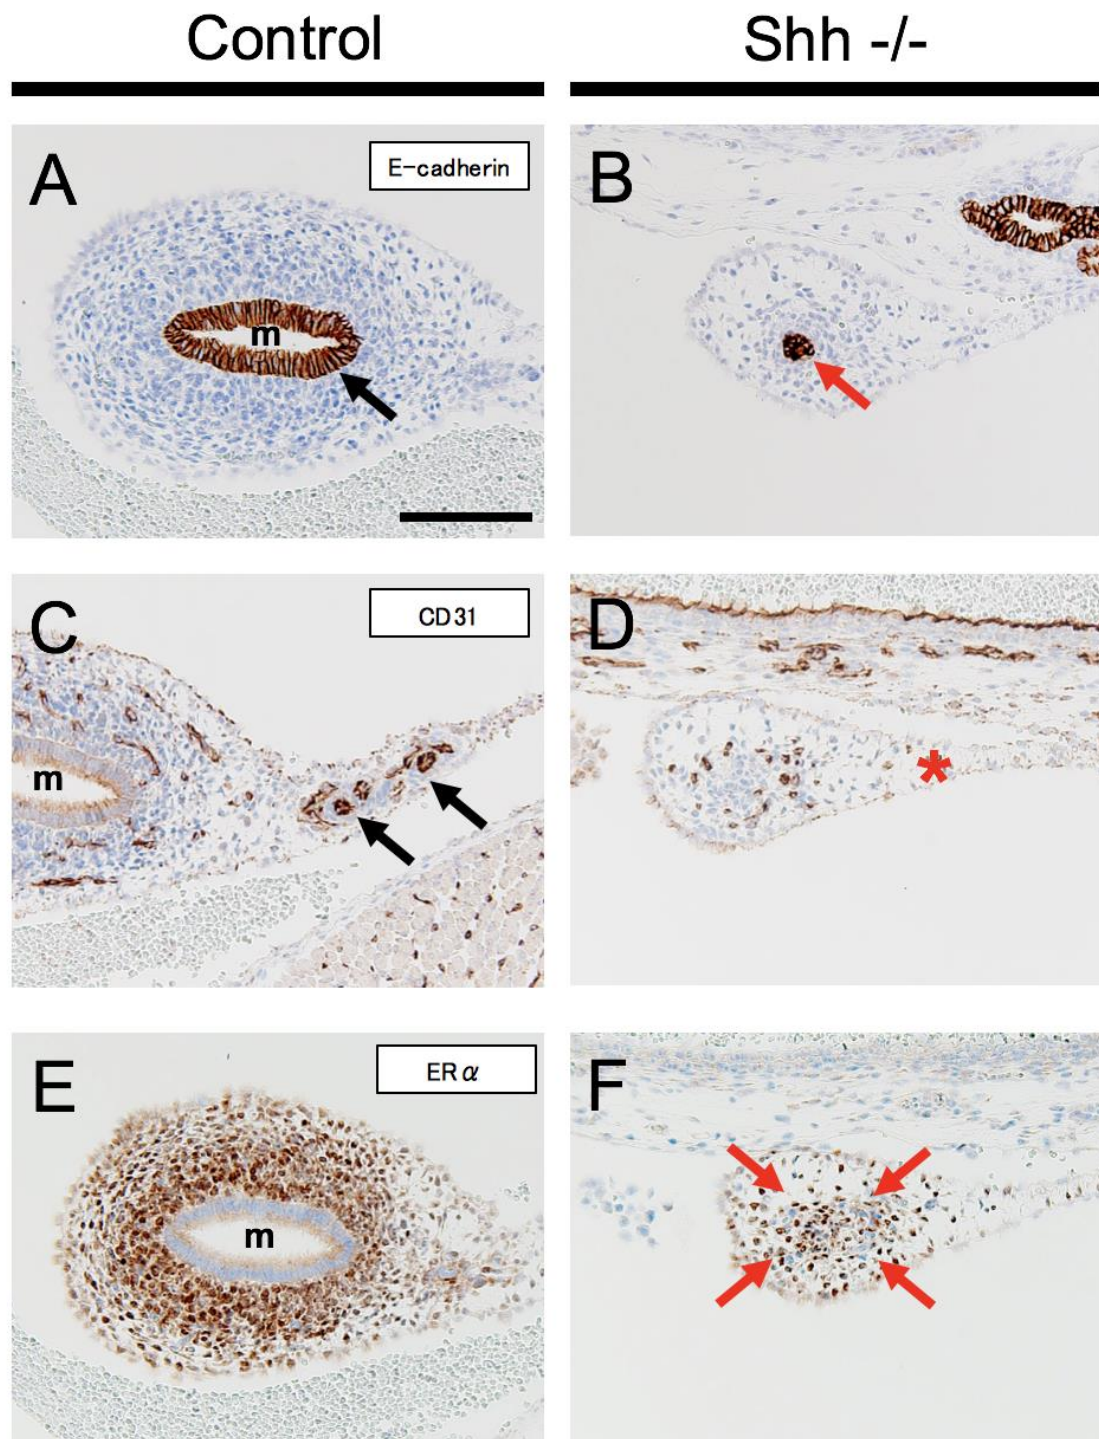 Control
Shh -/-
A
E-cadherin
m
B
C
CD31
m
D
*
E
ERα
m
F